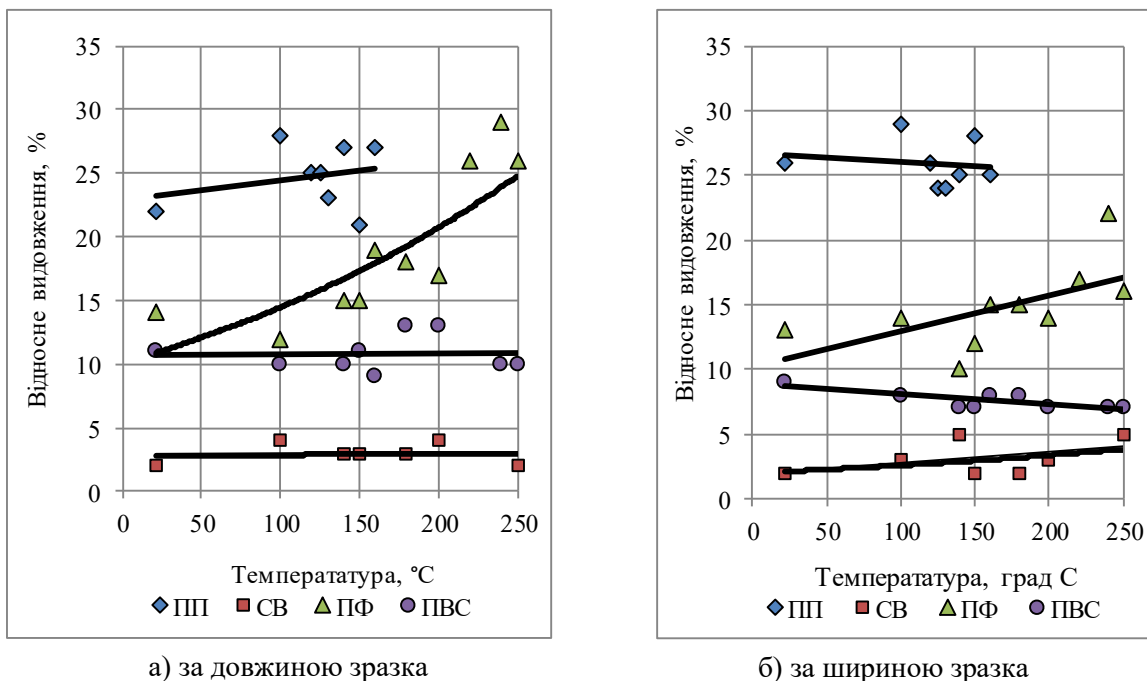 35
30
25
20
15
10
5
0
Відносне видовження, %
0 50 100 150 200 250
Температатура, °С
ПП СВ ПФ ПВС
а) за довжиною зразка
35
30
25
20
15
10
5
0
Відносне видовження, %
0 50 100 150 200 250
Температатура, град С
ПП СВ ПФ ПВС
б) за шириною зразка